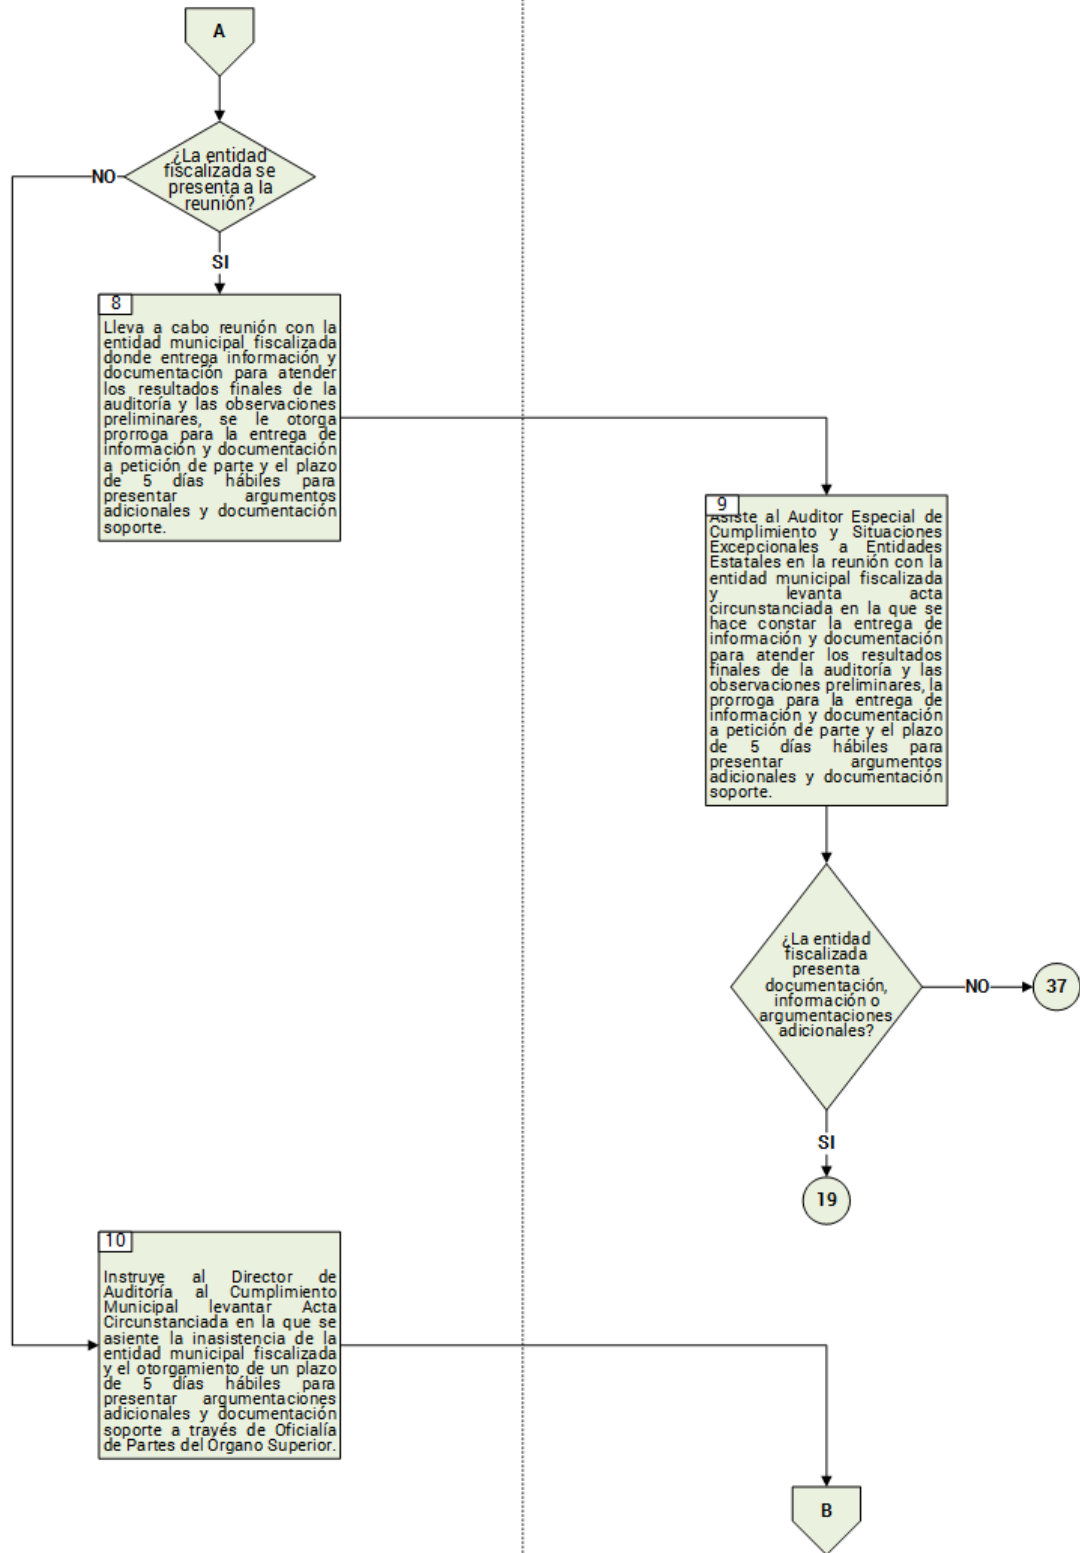 A
¿La entidad
fiscalizada se
presenta a la
reunión?
NO
SI
8
Lleva a cabo reunión con la
entidad municipal fiscalizada
donde entrega información y
documentación para atender
los resultados finales de la
auditoría y las observaciones
preliminares, se le otorga
prorroga para la entrega de
información y documentación
a petición de parte y el plazo
de 5 días hábiles para
presentar argumentos
adicionales y documentación
soporte.
9
Asiste al Auditor Especial de
Cumplimiento y Situaciones
Excepcionales a Entidades
Estatales en la reunión con la
entidad municipal fiscalizada
y levanta acta
circunstanciada en la que se
hace constar la entrega de
información y documentación
para atender los resultados
finales de la auditoría y las
observaciones preliminares, la
prorroga para la entrega de
información y documentación
a petición de parte y el plazo
de 5 días hábiles para
presentar argumentos
adicionales y documentación
soporte.
¿La entidad
fiscalizada
presenta
documentación,
información o
argumentaciones
adicionales?
NO
37
SI
19
10
Instruye al Director de
Auditoría al Cumplimiento
Municipal levantar Acta
Circunstanciada en la que se
asiente la inasistencia de la
entidad municipal fiscalizada
y el otorgamiento de un plazo
de 5 días hábiles para
presentar argumentaciones
adicionales y documentación
soporte a través de Oficialía
de Partes del Órgano Superior.
B